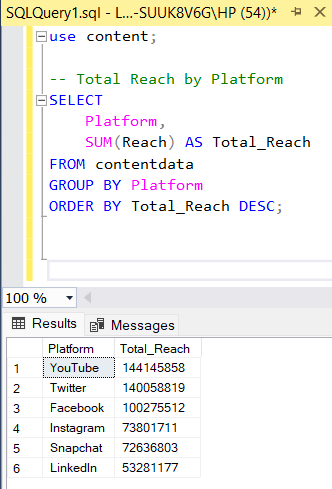 SQLQuery1.sql - L...-SUUK8V6G\HP (54))*
use content;
-- Total Reach by Platform
SELECT
Platform,
SUM(Reach) AS Total_Reach
FROM contentdata
GROUP BY Platform
ORDER BY Total_Reach DESC;
100 %
Results Messages
Platform Total_Reach
1 YouTube 144145858
2 Twitter 140058819
3 Facebook 100275512
4 Instagram 73801711
5 Snapchat 72636803
6 LinkedIn 53281177